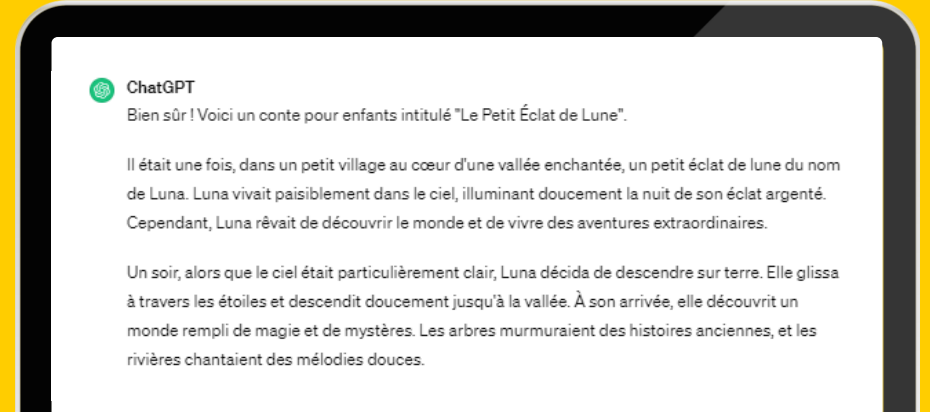 ChatGPT
Bien sûr ! Voici un conte pour enfants intitulé "Le Petit Éclat de Lune".
Il était une fois, dans un petit village au cœur d'une vallée enchantée, un petit éclat de lune du nom
de Luna. Luna vivait paisiblement dans le ciel, illuminant doucement la nuit de son éclat argenté.
Cependant, Luna rêvait de découvrir le monde et de vivre des aventures extraordinaires.
Un soir, alors que le ciel était particulièrement clair, Luna décida de descendre sur terre. Elle glissa
à travers les étoiles et descendit doucement jusqu'à la vallée. À son arrivée, elle découvrit un
monde rempli de magie et de mystères. Les arbres murmuraient des histoires anciennes, et les
rivières chantaient des mélodies douces.